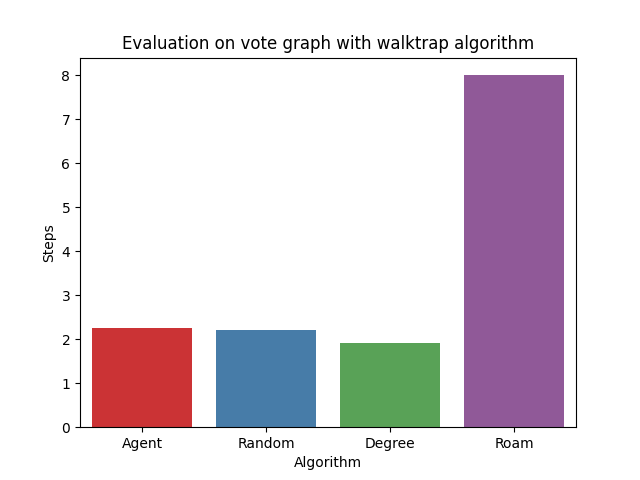 Evaluation on vote graph with walktrap algorithm
8
7
6
5
4
3
2
1
0
Steps
Agent Random Degree Roam
Algorithm